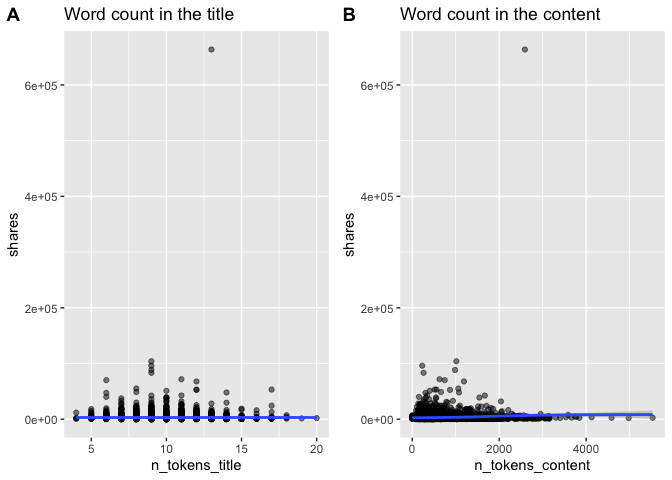 A
Word count in the title
6e+05
4e+05
2e+05
0e+00
shares
5
10
15
20
n_tokens_title
B
Word count in the content
6e+05
4e+05
2e+05
0e+00
shares
0
2000
4000
n_tokens_content